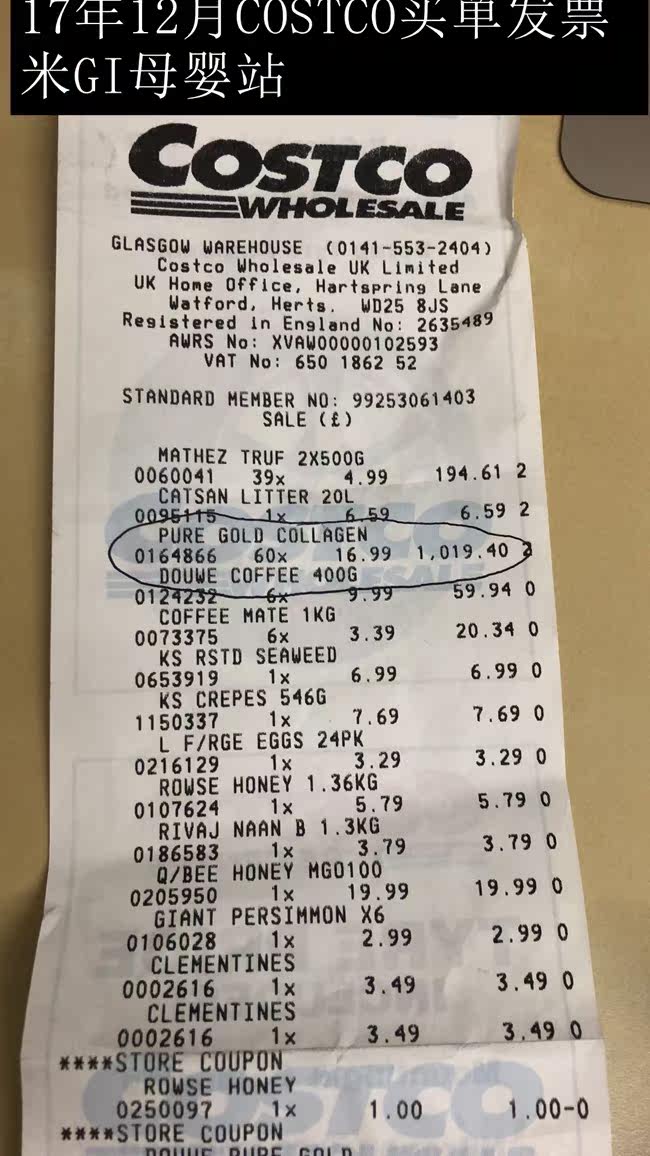 17年12月COSTCO买单发票
米GI母婴站
COSTCO
WHOLESALE
GLASGOW WAREHOUSE (0141-553-2404)
Costco Wholesale UK Limited
UK Home Office, Hartspring Lane
Watford, Herts. WD25 8JS
Registered in England No: 2635489
AWRS No: XVAW00000102593
VAT No: 650 1862 52
STANDARD MEMBER NO: 99253061403
SALE (£)
MATHEZ TRUF 2X500G
0060041 39x 4.99 194.61 2
CATSAN LITTER 20L
0095115 1x 6.59 6.59 2
PURE GOLD COLLAGEN
0164866 60x 16.99 1,019.40 2
DOUWE COFFEE 400G
0124232 6x 9.99 59.94 0
COFFEE MATE 1KG
0073375 6x 3.39 20.34 0
KS RSTD SEAWEED
0653919 1x 6.99 6.99 0
KS CREPES 546G
1150337 1x 7.69 7.69 0
L F/RGE EGGS 24PK
0216129 1x 3.29 3.29 0
ROWSE HONEY 1.36KG
0107624 1x 5.79 5.79 0
RIVAJ NAAN B 1.3KG
0186583 1x 3.79 3.79 0
Q/BEE HONEY MGO100
0205950 1x 19.99 19.99 0
GIANT PERSIMMON X6
0106028 1x 2.99 2.99 0
CLEMENTINES
0002616 1x 3.49 3.49 0
CLEMENTINES
0002616 1x 3.49 3.49 0
****STORE COUPON
ROWSE HONEY
0250097 1x 1.00 1.00-0
****STORE COUPON
DOUWE PURE GOLD